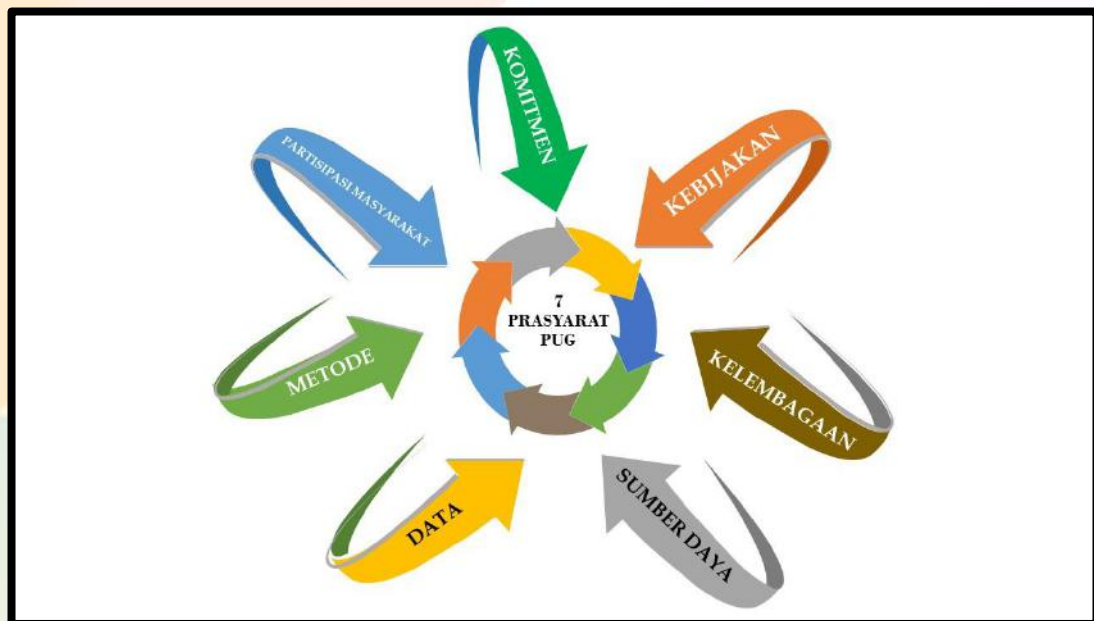 7
PRASYARAT
PUG
KOMITMEN
KEBIJAKAN
KELEMBAGAAN
SUMBER DAYA
DATA
METODE
PARTISIPASI MASYARAKAT